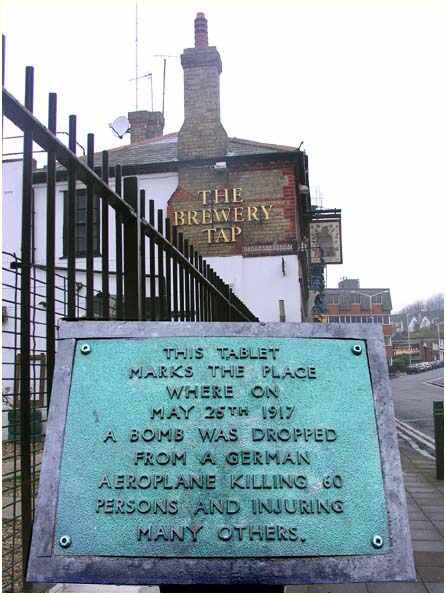 THE
BREWERY
TAP
THIS TABLET
MARKS THE PLACE
WHERE ON
MAY 25TH 1917
A BOMB WAS DROPPED
FROM A GERMAN
AEROPLANE KILLING 60
PERSONS AND INJURING
MANY OTHERS.